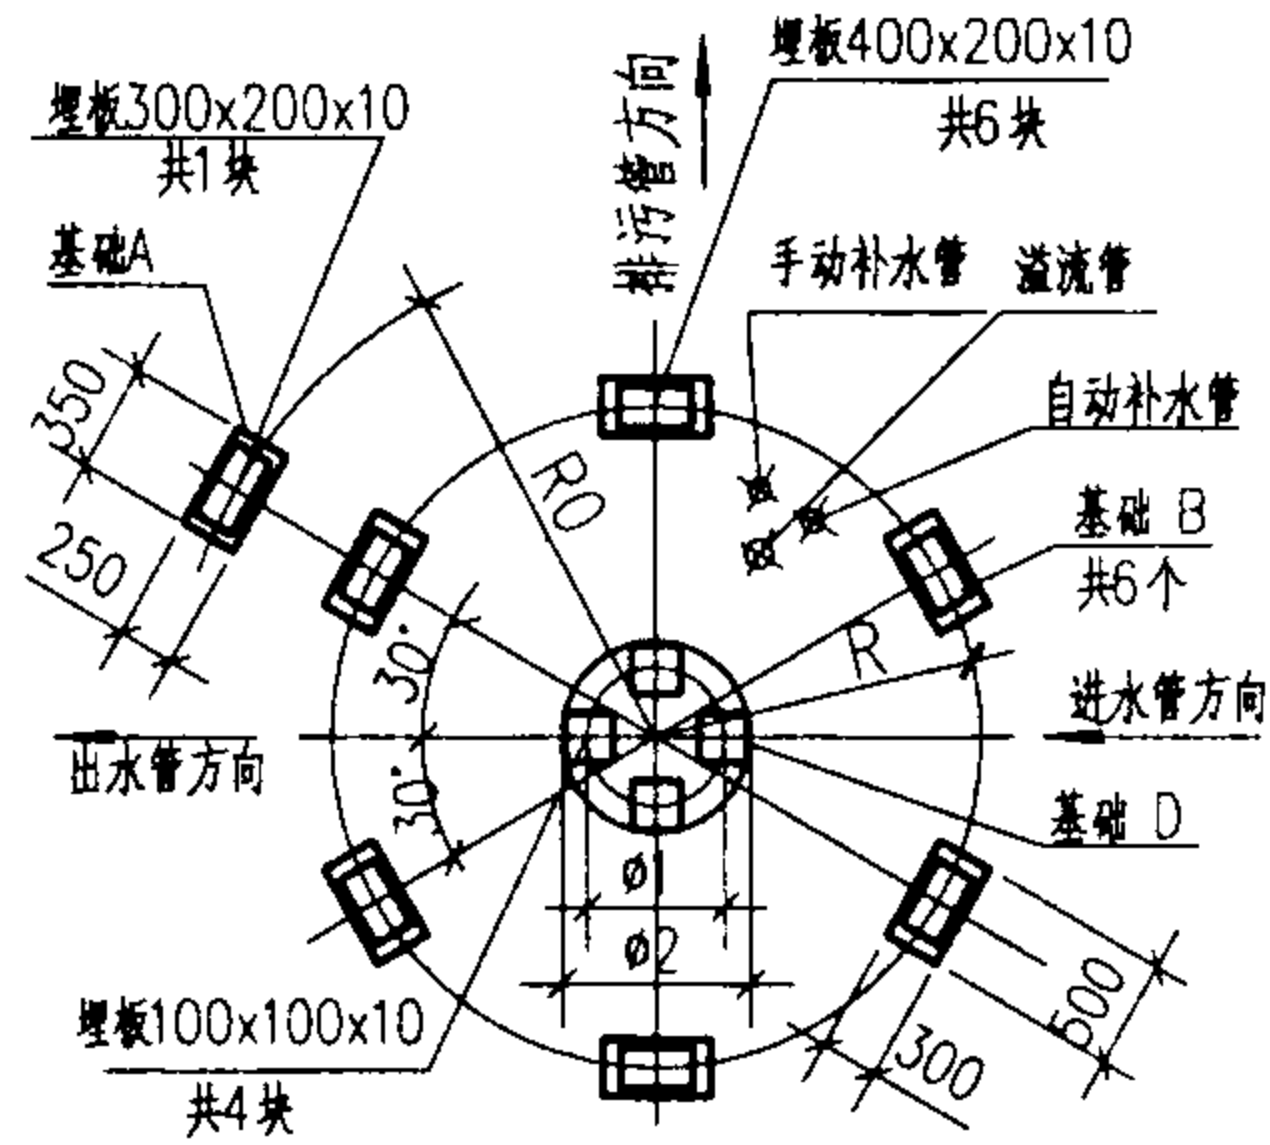 埋板400x200x10
共6块
埋板300x200x10
共1块
排污管方向
基础A
手动补水管
溢流管
350
自动补水管
R0
基础 B
共6个
250
30°
R
进水管方向
出水管方向
30°
基础 D
ø1
ø2
埋板100x100x10
共4块
500
300